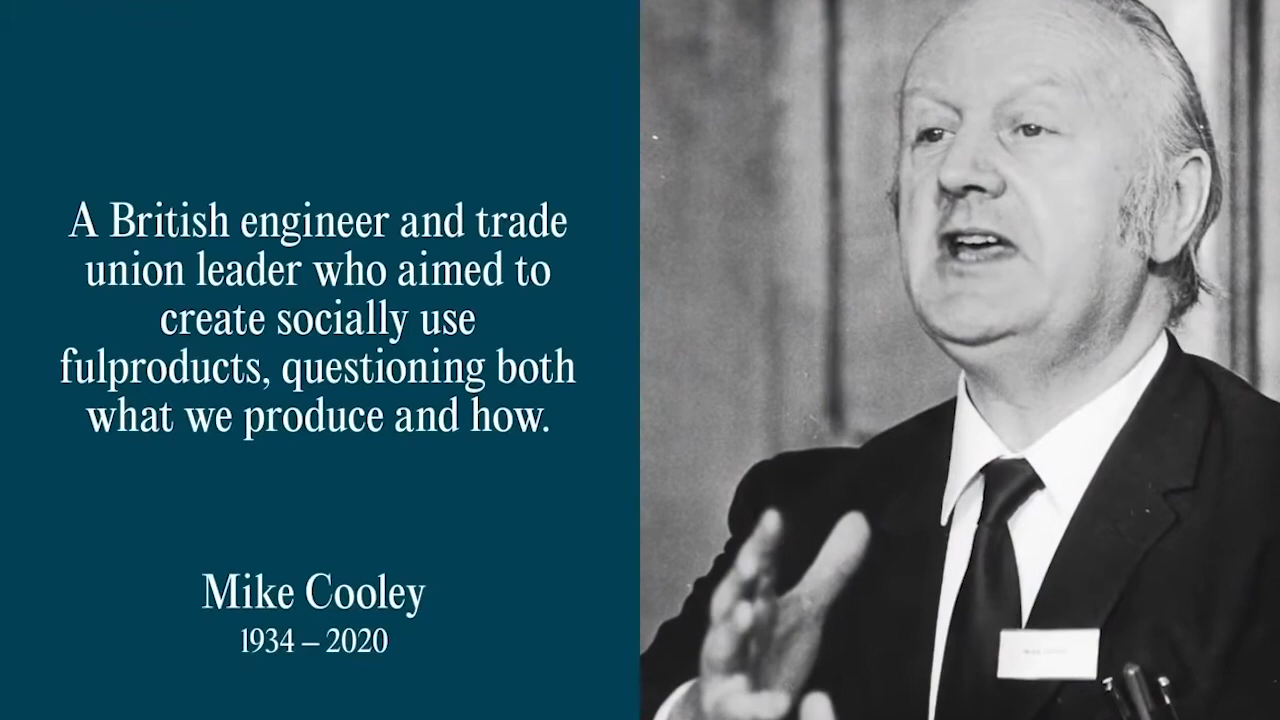 A British engineer and trade
union leader who aimed to
create socially use
fulproducts, questioning both
what we produce and how.
Mike Cooley
1934 – 2020